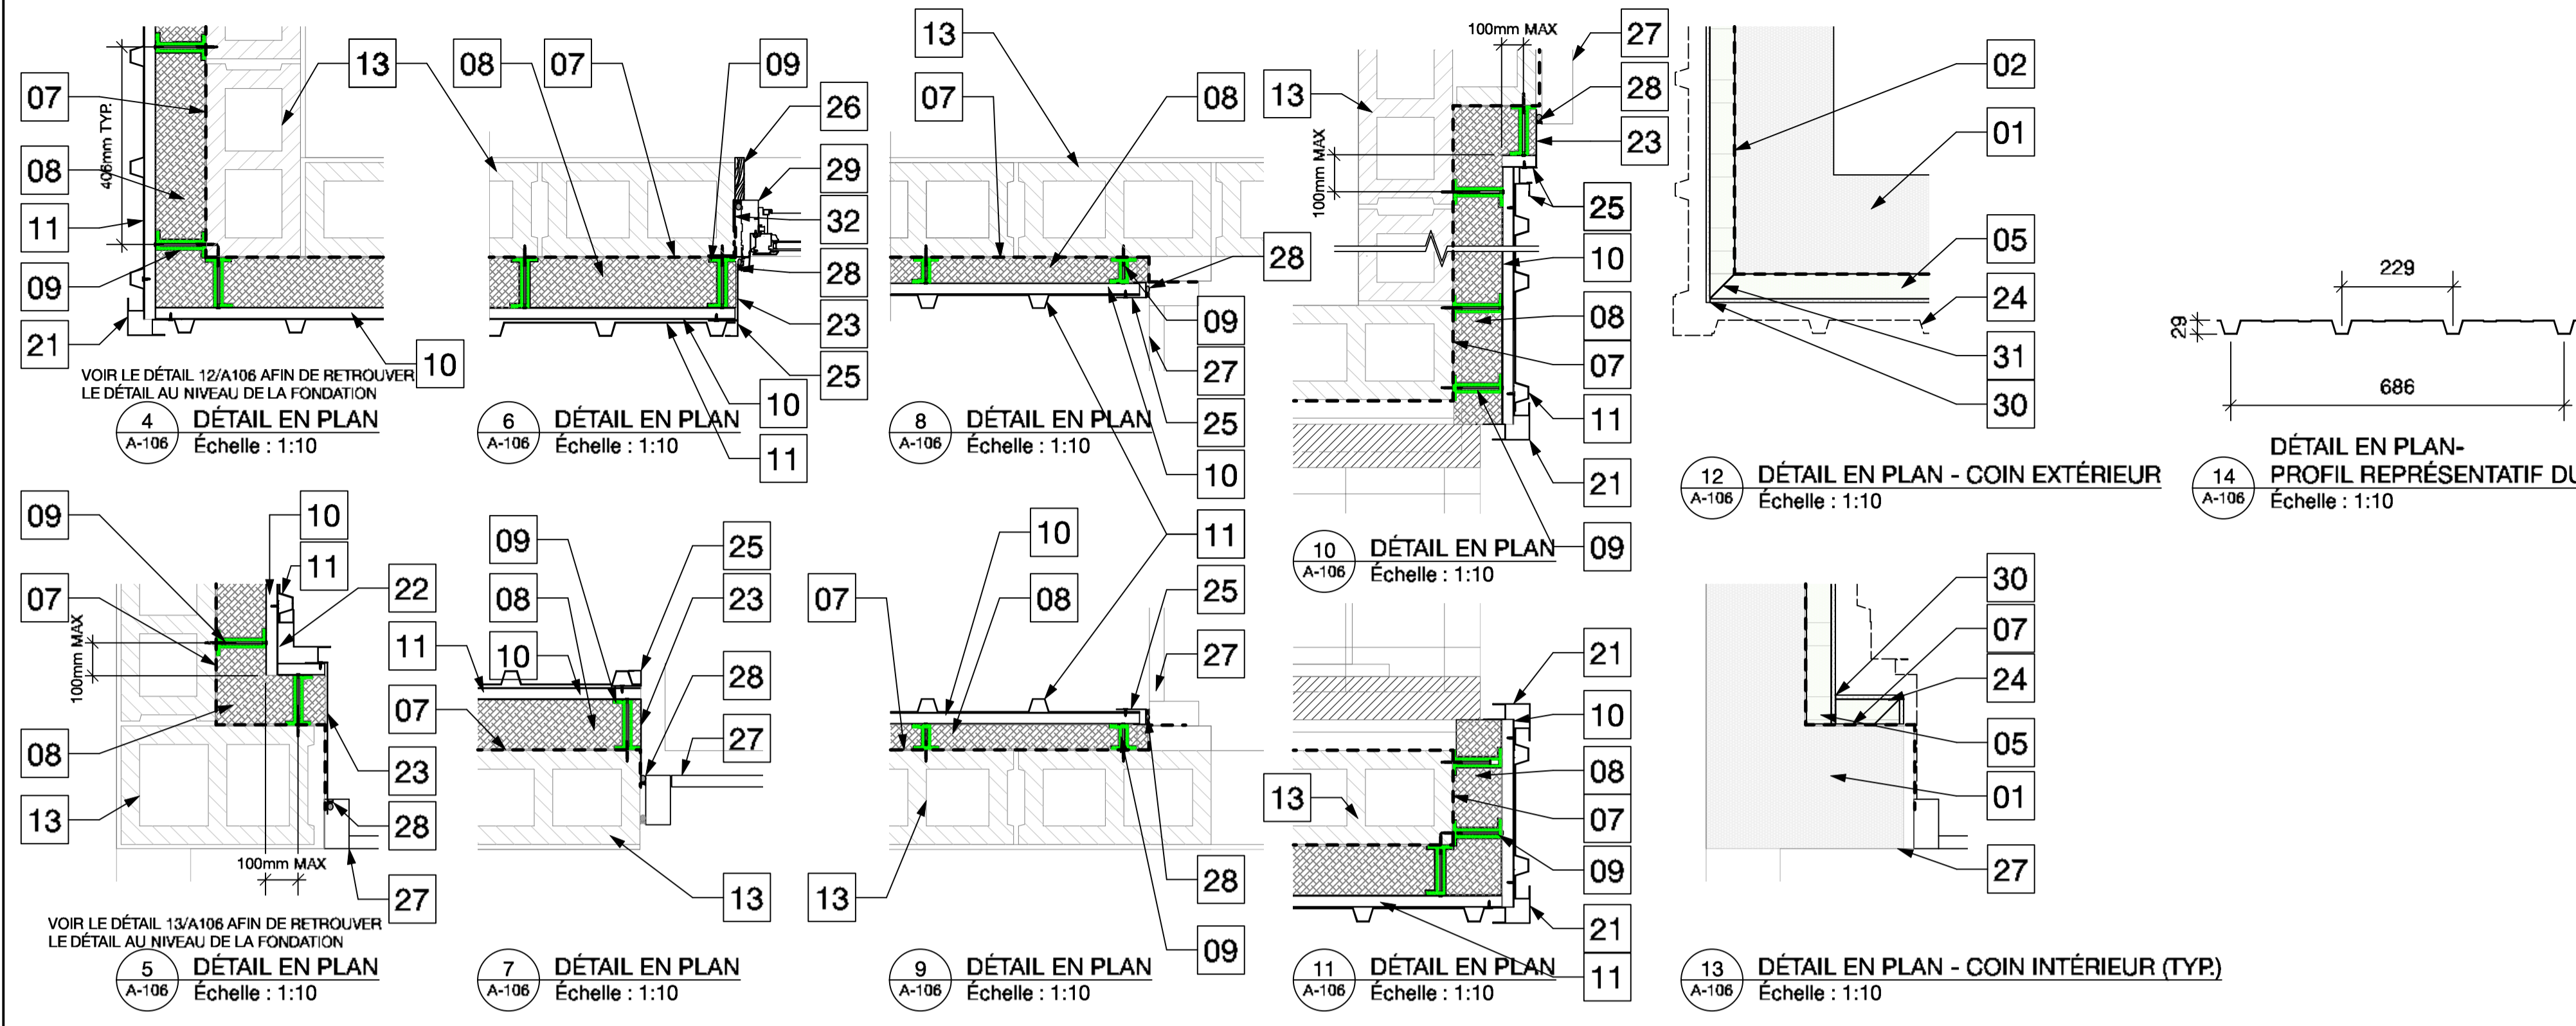 07
08
11
09
21
406mm TYP.
13
10
VOIR LE DÉTAIL 12/A106 AFIN DE RETROUVER
LE DÉTAIL AU NIVEAU DE LA FONDATION
4
A-106
DÉTAIL EN PLAN
Échelle : 1:10
08
07
09
26
29
32
28
23
25
10
11
6
A-106
DÉTAIL EN PLAN
Échelle : 1:10
13
07
08
28
09
27
25
10
11
8
A-106
DÉTAIL EN PLAN
Échelle : 1:10
100mm MAX
13
100mm MAX
27
28
23
25
10
08
07
11
21
09
10
A-106
DÉTAIL EN PLAN
Échelle : 1:10
02
01
05
24
31
30
12
A-106
DÉTAIL EN PLAN - COIN EXTÉRIEUR
Échelle : 1:10
229
29
686
14
A-106
DÉTAIL EN PLAN-
PROFIL REPRÉSENTATIF DU
Échelle : 1:10
09
07
100mm MAX
08
13
10
11
22
23
28
27
100mm MAX
VOIR LE DÉTAIL 13/A106 AFIN DE RETROUVER
LE DÉTAIL AU NIVEAU DE LA FONDATION
5
A-106
DÉTAIL EN PLAN
Échelle : 1:10
09
08
10
11
07
25
23
28
27
13
7
A-106
DÉTAIL EN PLAN
Échelle : 1:10
10
07
08
25
27
13
28
09
9
A-106
DÉTAIL EN PLAN
Échelle : 1:10
13
21
10
08
07
09
21
11
11
A-106
DÉTAIL EN PLAN
Échelle : 1:10
30
07
24
05
01
27
13
A-106
DÉTAIL EN PLAN - COIN INTÉRIEUR (TYP.)
Échelle : 1:10